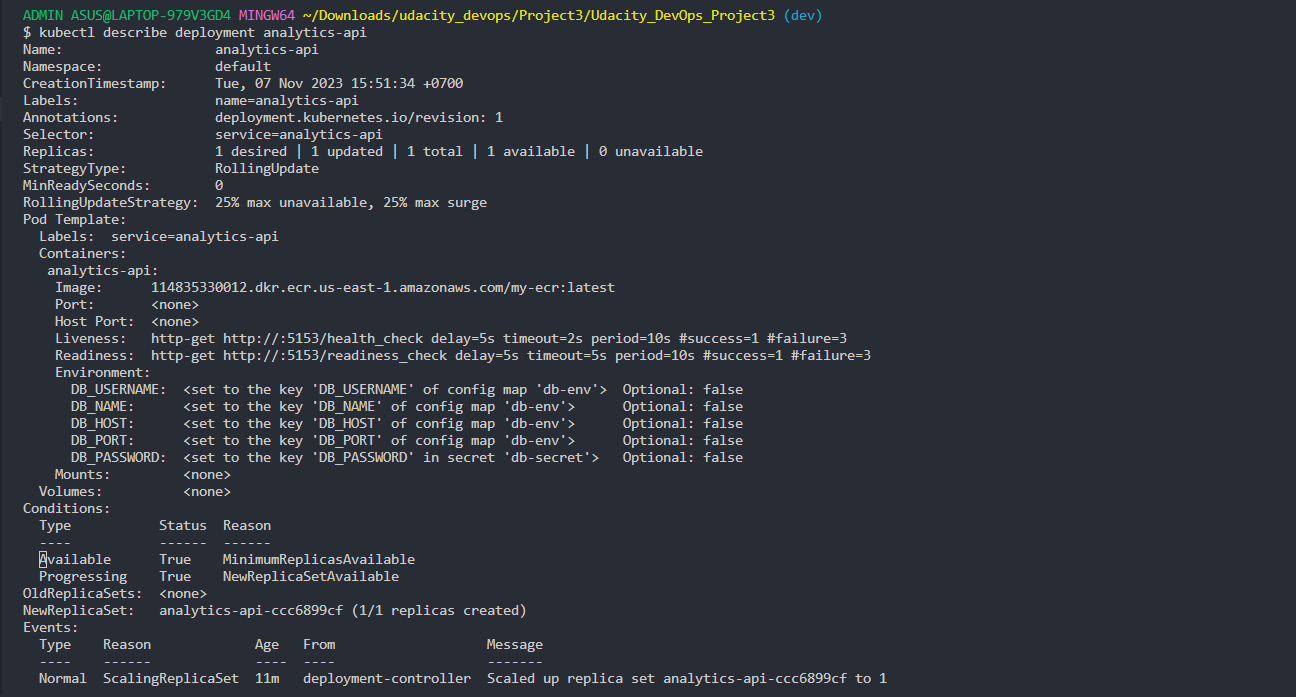 ADMIN ASUS@LAPTOP-979V3GD4 MINGW64 ~/Downloads/udacity_devops/Project3/Udacity_DevOps_Project3 (dev)
$ kubectl describe deployment analytics-api
Name:                   analytics-api
Namespace:              default
CreationTimestamp:      Tue, 07 Nov 2023 15:51:34 +0700
Labels:                 name=analytics-api
Annotations:            deployment.kubernetes.io/revision: 1
Selector:               service=analytics-api
Replicas:               1 desired | 1 updated | 1 total | 1 available | 0 unavailable
StrategyType:           RollingUpdate
MinReadySeconds:        0
RollingUpdateStrategy:  25% max unavailable, 25% max surge
Pod Template:
  Labels:  service=analytics-api
  Containers:
   analytics-api:
    Image:      114835330012.dkr.ecr.us-east-1.amazonaws.com/my-ecr:latest
    Port:       <none>
    Host Port:  <none>
    Liveness:   http-get http://:5153/health_check delay=5s timeout=2s period=10s #success=1 #failure=3
    Readiness:  http-get http://:5153/readiness_check delay=5s timeout=5s period=10s #success=1 #failure=3
    Environment:
      DB_USERNAME:  <set to the key 'DB_USERNAME' of config map 'db-env'>  Optional: false
      DB_NAME:      <set to the key 'DB_NAME' of config map 'db-env'>      Optional: false
      DB_HOST:      <set to the key 'DB_HOST' of config map 'db-env'>      Optional: false
      DB_PORT:      <set to the key 'DB_PORT' of config map 'db-env'>      Optional: false
      DB_PASSWORD:  <set to the key 'DB_PASSWORD' in secret 'db-secret'>   Optional: false
    Mounts:         <none>
  Volumes:          <none>
Conditions:
  Type           Status  Reason
  ----           ------  ------
  Available      True    MinimumReplicasAvailable
  Progressing    True    NewReplicaSetAvailable
OldReplicaSets:  <none>
NewReplicaSet:   analytics-api-ccc6899cf (1/1 replicas created)
Events:
  Type    Reason             Age   From                   Message
  ----    ------             ----  ----                   -------
  Normal  ScalingReplicaSet  11m   deployment-controller  Scaled up replica set analytics-api-ccc6899cf to 1